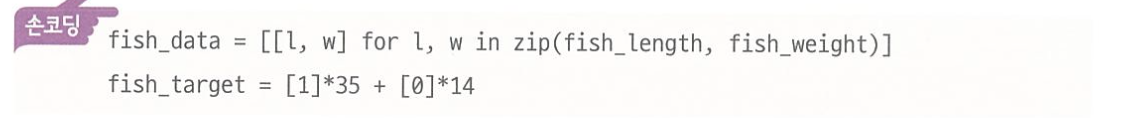 손코딩
fish_data = [[l, w] for l, w in zip(fish_length, fish_weight)]
fish_target = [1]*35 + [0]*14